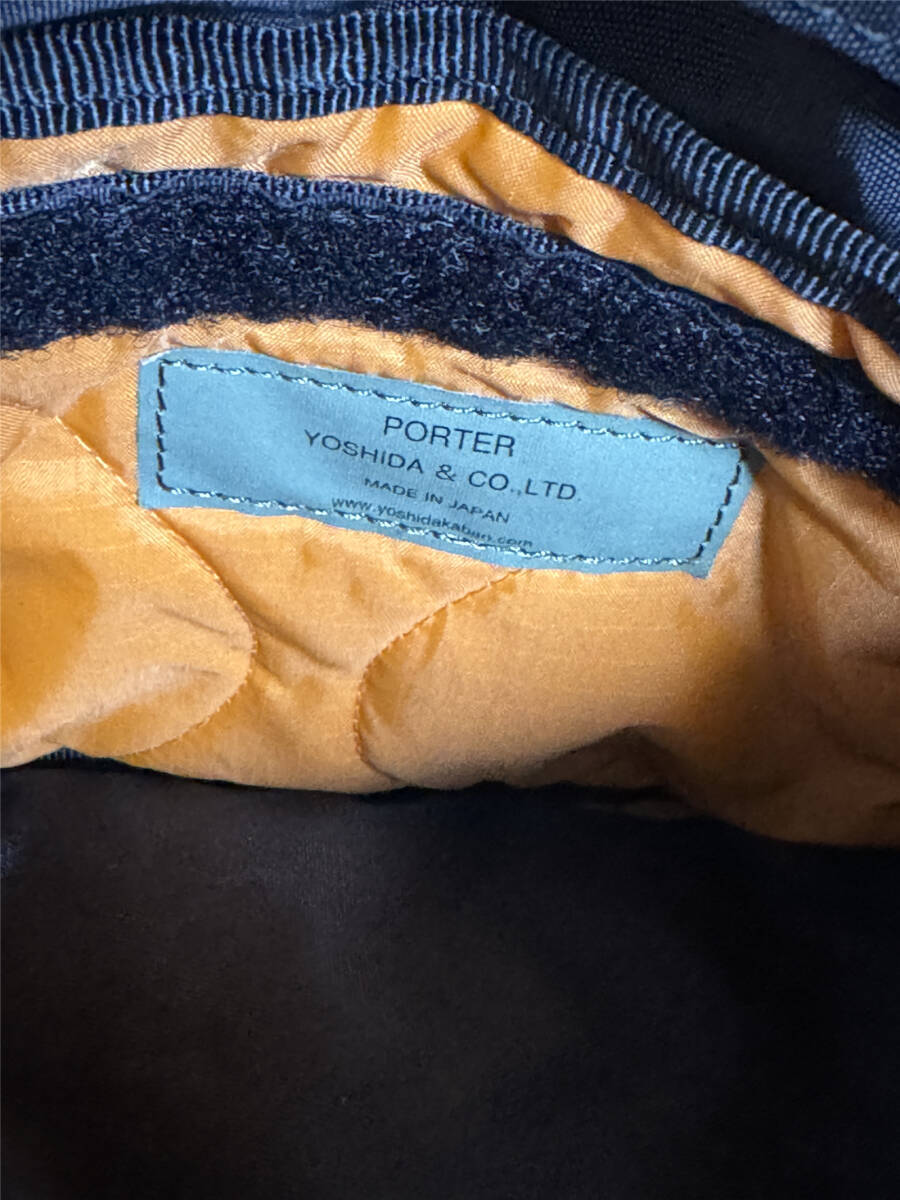 PORTER
YOSHIDA & CO.,LTD.
MADE IN JAPAN
www.yoshidakaban.com